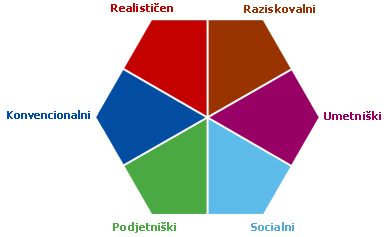 Realističen
Raziskovalni
Konvencionalni
Umetniški
Podjetniški
Socialni